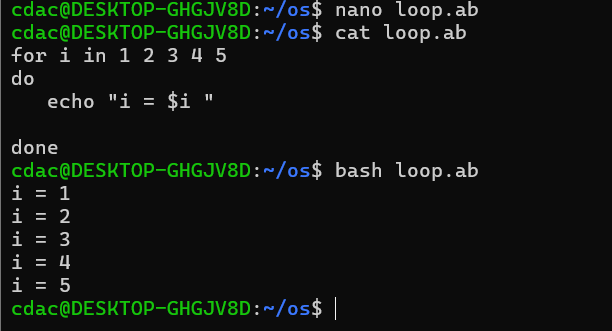 cdac@DESKTOP-GHGJV8D:~/os$ nano loop.ab
cdac@DESKTOP-GHGJV8D:~/os$ cat loop.ab
for i in 1 2 3 4 5
do
   echo "i = $i "

done
cdac@DESKTOP-GHGJV8D:~/os$ bash loop.ab
i = 1
i = 2
i = 3
i = 4
i = 5
cdac@DESKTOP-GHGJV8D:~/os$